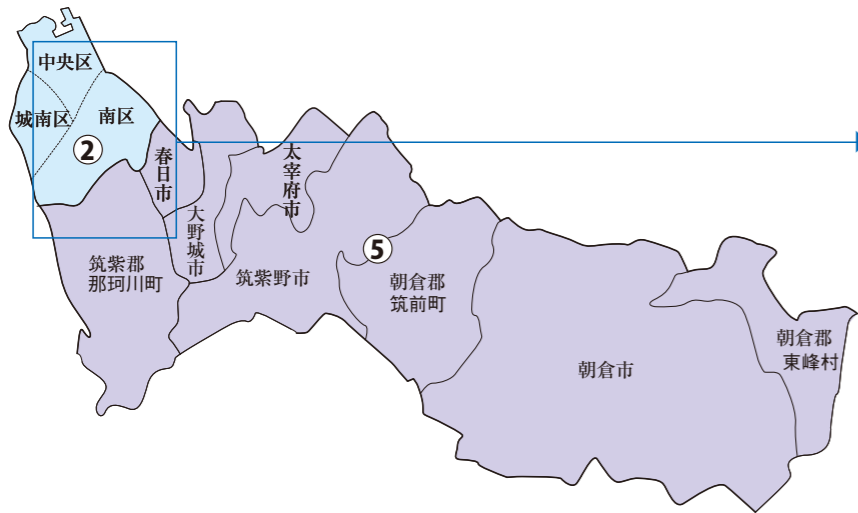 中央区
城南区
南区
②
春日市
大野城市
太宰府市
筑紫郡
那珂川町
筑紫野市
⑤
朝倉郡
筑前町
朝倉市
朝倉郡
東峰村